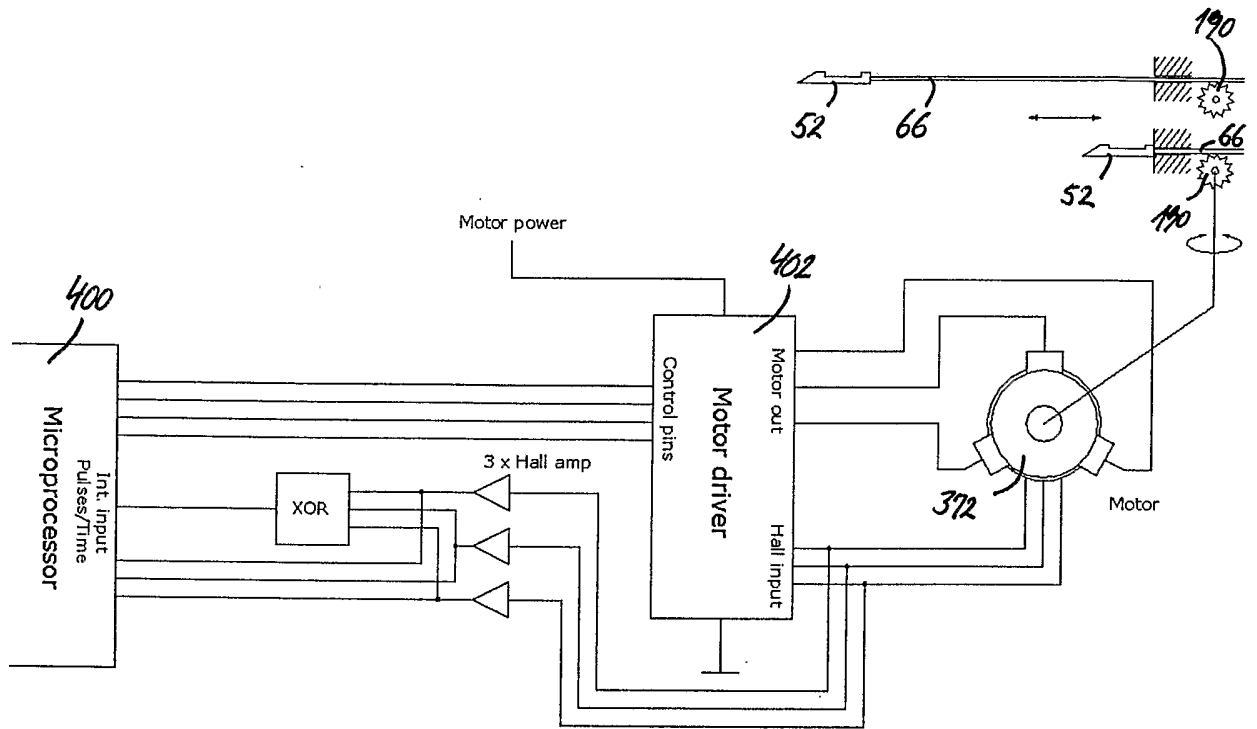 190
52
66
66
52
190
Motor power
402
400
Control pins
Motor driver
Motor out
Hall input
Microprocessor
Int. input
Pulses/Time
3 x Hall amp
XOR
372
Motor